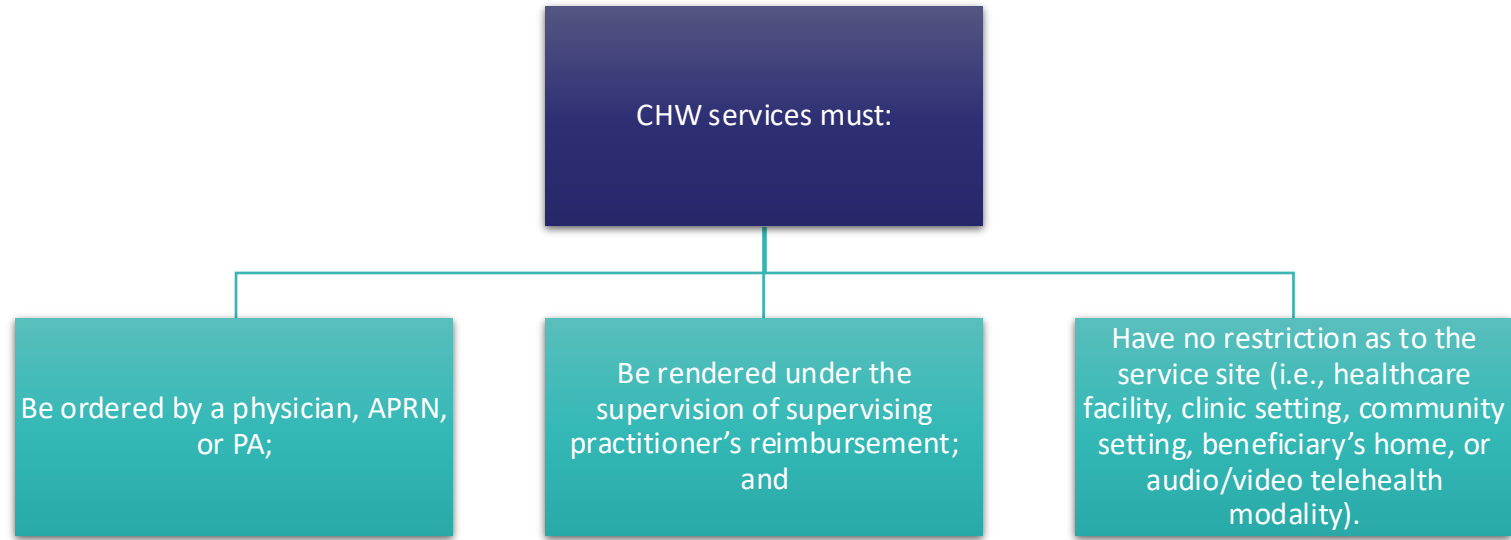 CHW services must:
Be ordered by a physician, APRN,
or PA;
Be rendered under the
supervision of supervising
practitioner’s reimbursement;
and
Have no restriction as to the
service site (i.e., healthcare
facility, clinic setting, community
setting, beneficiary’s home, or
audio/video telehealth
modality).